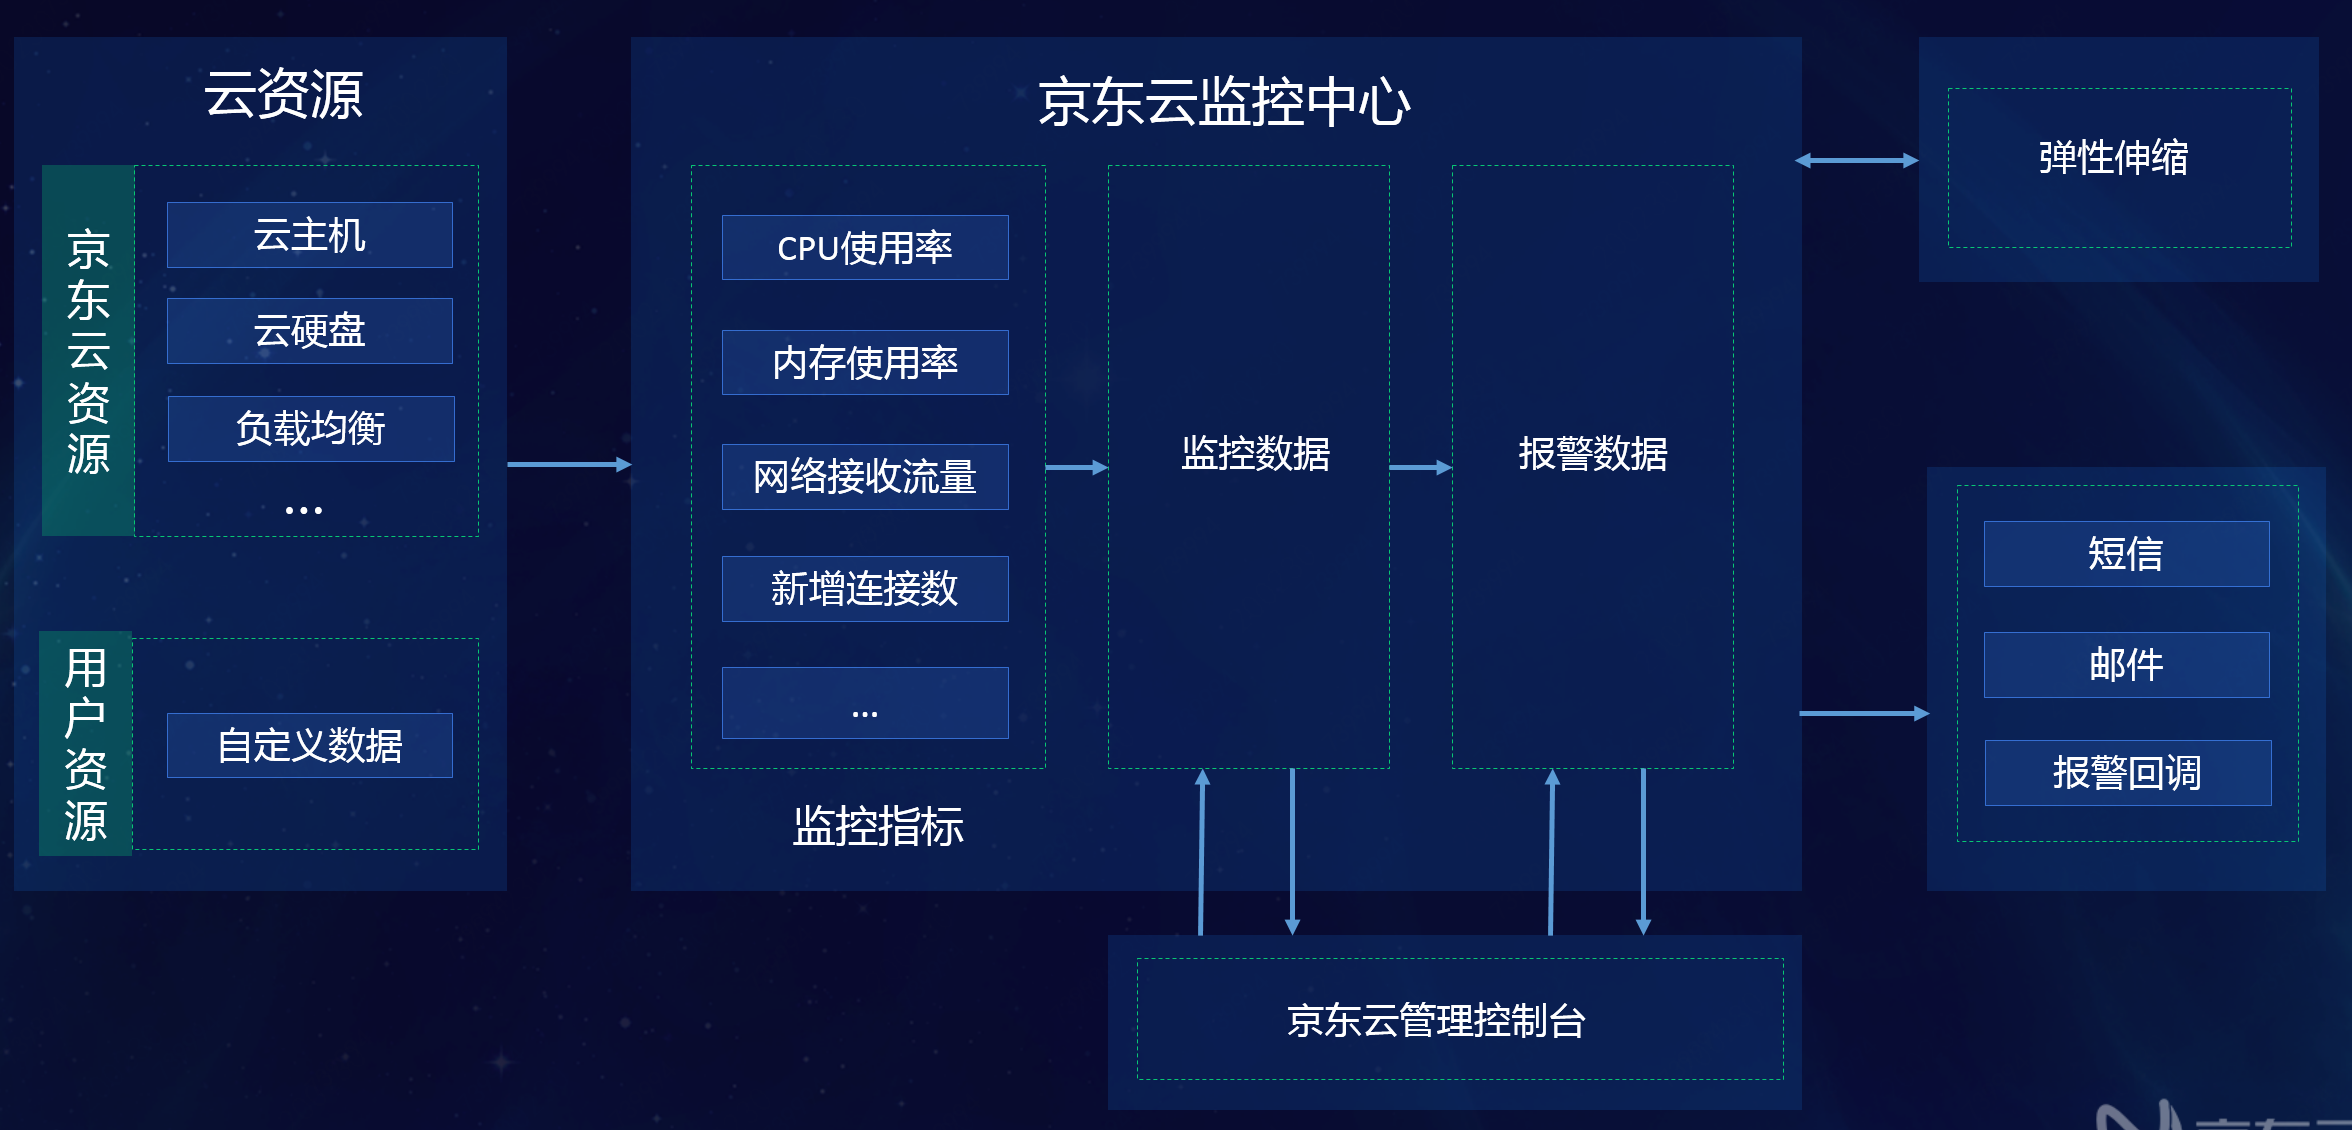 云资源
京东云资源
云主机
云硬盘
负载均衡
...
用户资源
自定义数据
京东云监控中心
CPU使用率
内存使用率
网络接收流量
新增连接数
...
监控指标
监控数据
报警数据
弹性伸缩
短信
邮件
报警回调
京东云管理控制台